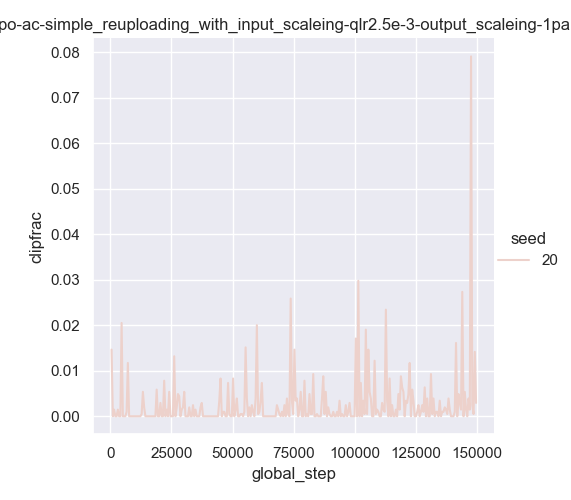 po-ac-simple_reuploading_with_input_scaleing-qlr2.5e-3-output_scaleing-1pa
0.08
0.07
0.06
0.05
0.04
0.03
0.02
0.01
0.00
clipfrac
0 25000 50000 75000 100000 125000 150000
global_step
seed
20